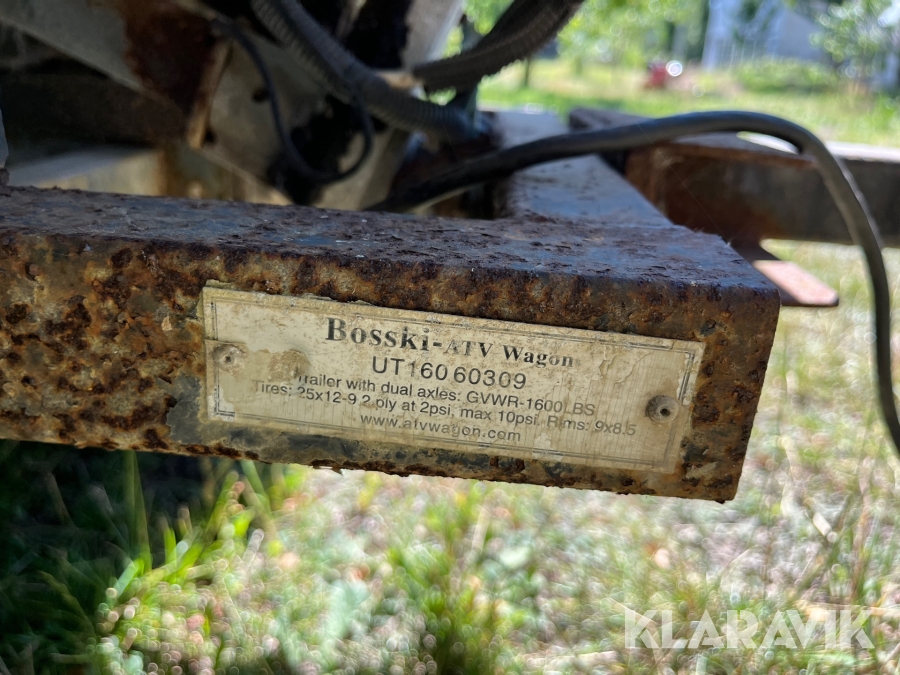 Bosski-ATV Wagon
UT160 60309
Trailer with dual axles: GVWR-1600LBS
Tires: 25x12-9 2 ply at 2psi, max 10psi. Rims: 9x8.5
www.atvwagon.com
KLARAVIK